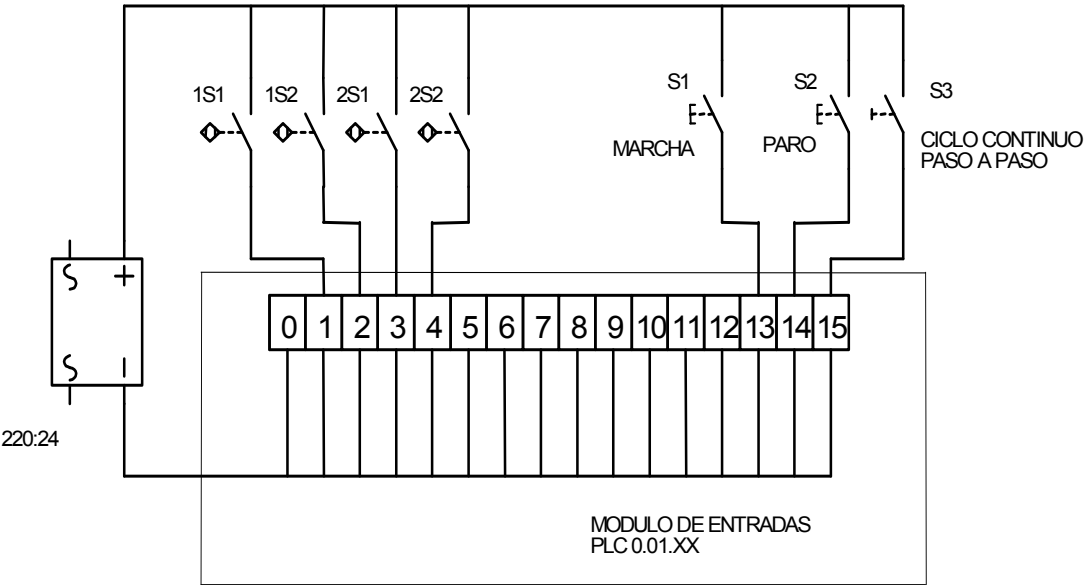 1S1
1S2
2S1
2S2
S1
S2
S3
MARCHA
PARO
CICLO CONTINUO
PASO A PASO
+
0 1 2 3 4 5 6 7 8 9 10 11 12 13 14 15
−
220:24
MODULO DE ENTRADAS
PLC 0.01.XX